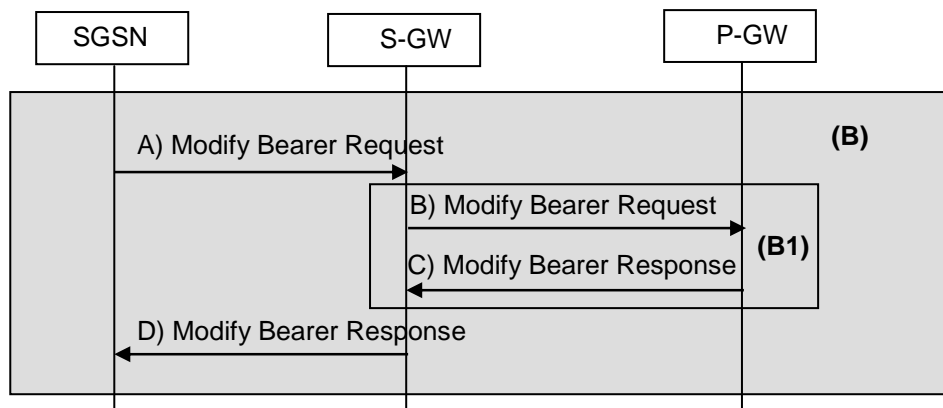 SGSN
S-GW
P-GW
(B)
A) Modify Bearer Request
B) Modify Bearer Request
(B1)
C) Modify Bearer Response
D) Modify Bearer Response